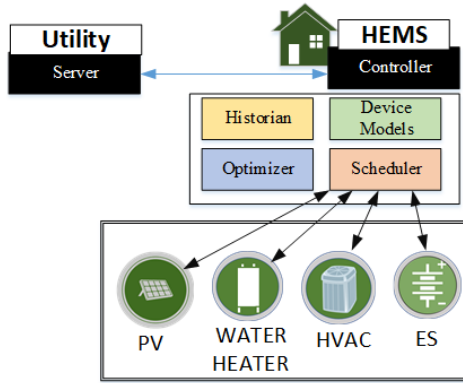 Utility
HEMS
Server
Controller
Historian
Device
Models
Optimizer
Scheduler
PV
WATER
HEATER
HVAC
ES